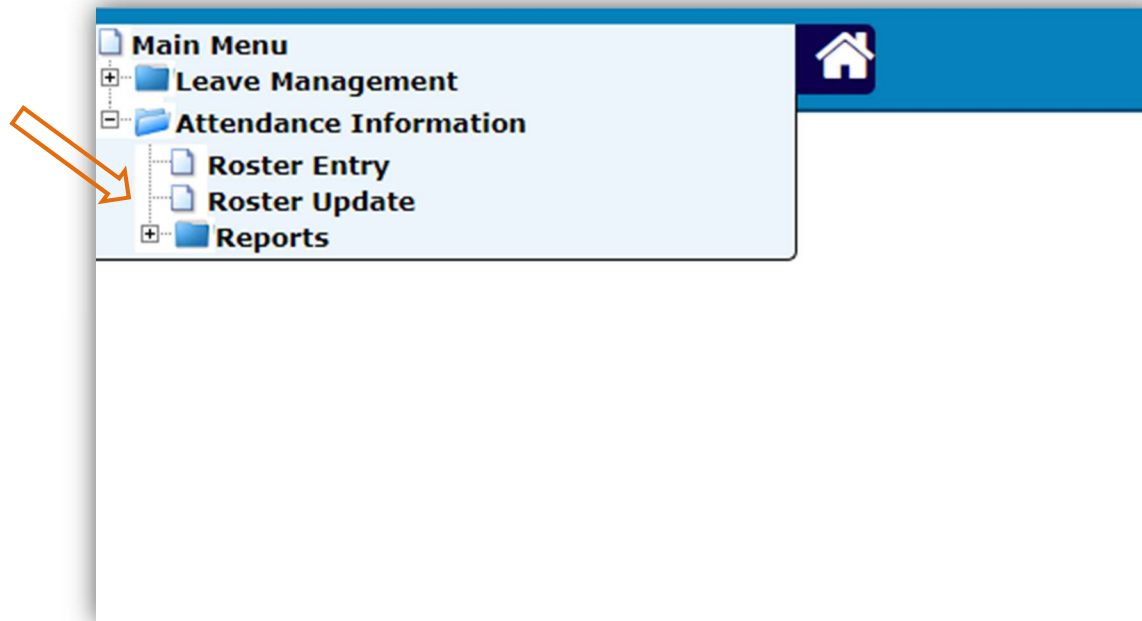 Main Menu
Leave Management
Attendance Information
Roster Entry
Roster Update
Reports